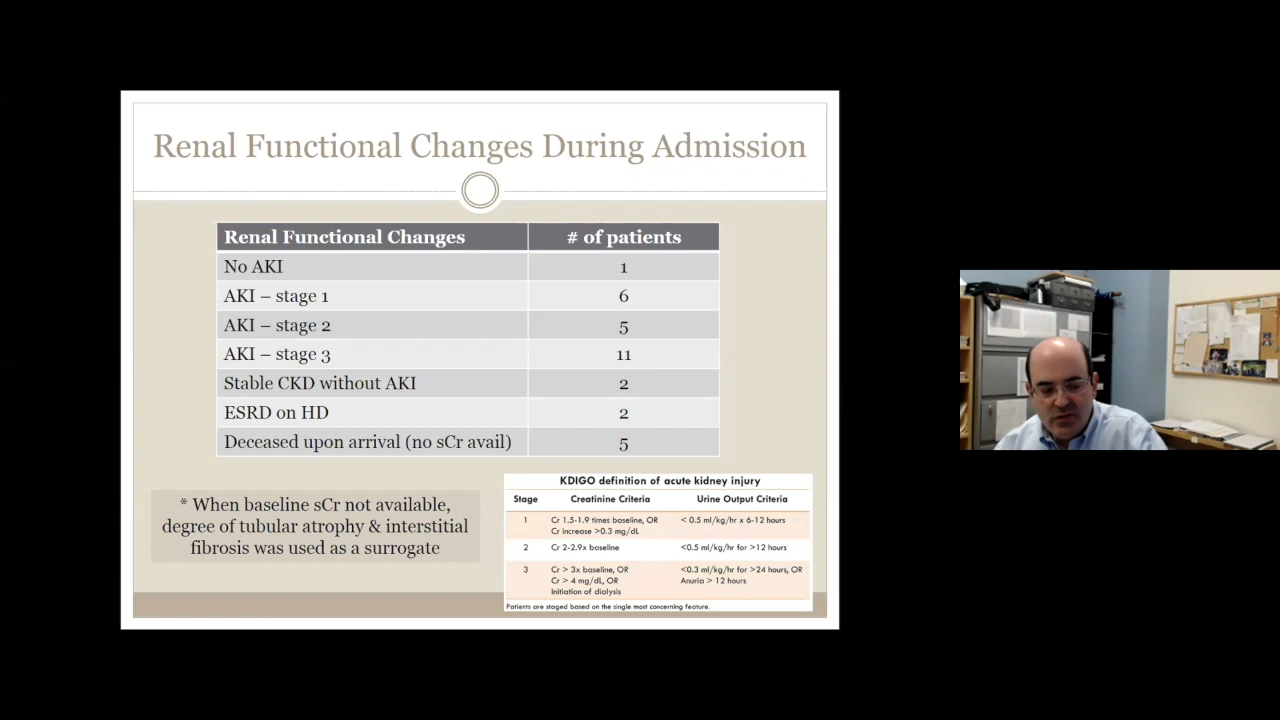 Renal Functional Changes During Admission
Renal Functional Changes # of patients
No AKI 1
AKI – stage 1 6
AKI – stage 2 5
AKI – stage 3 11
Stable CKD without AKI 2
ESRD on HD 2
Deceased upon arrival (no sCr avail) 5
* When baseline sCr not available,
degree of tubular atrophy & interstitial
fibrosis was used as a surrogate
KDIGO definition of acute kidney injury
Stage Creatinine Criteria Urine Output Criteria
1 Cr 1.5-1.9 times baseline, OR < 0.5 ml/kg/hr x 6-12 hours
Cr increase >0.3 mg/dL
2 Cr 2-2.9x baseline <0.5 ml/kg/hr for >12 hours
3 Cr > 3x baseline, OR <0.3 ml/kg/hr for >24 hours, OR
Cr > 4 mg/dL, OR Anuria > 12 hours
Initiation of dialysis
Patients are staged based on the single most concerning feature.